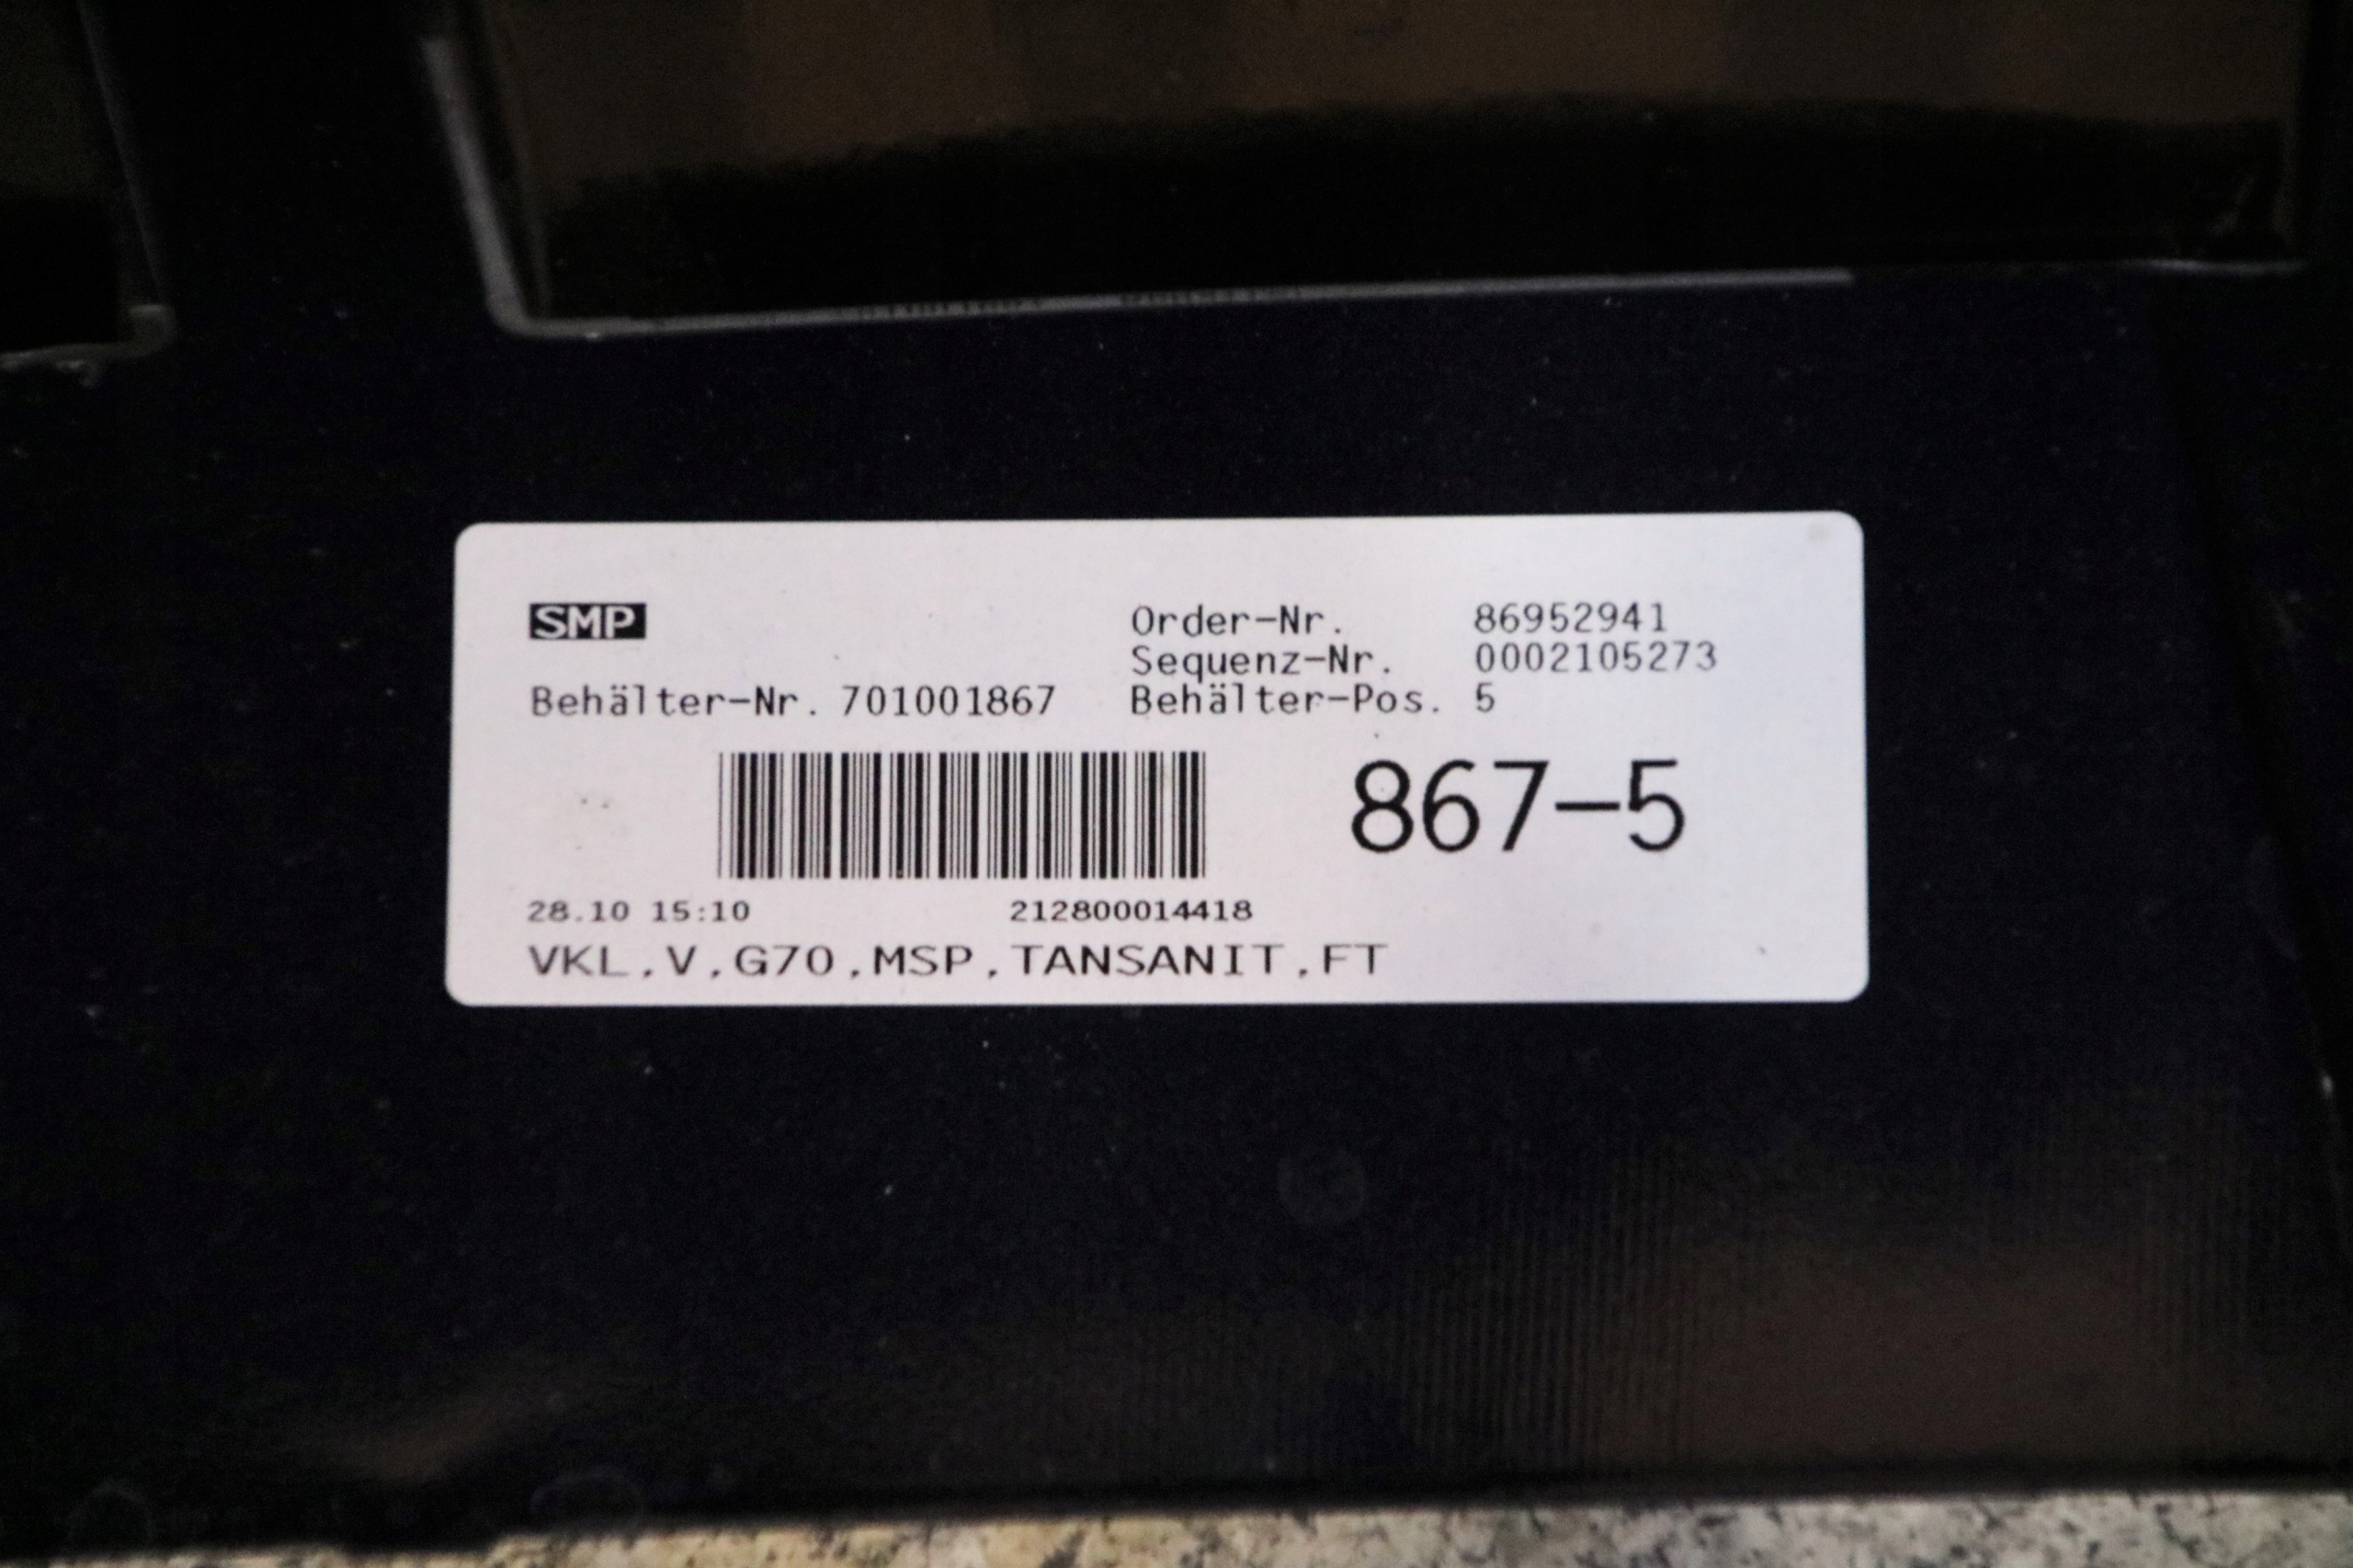 SMP
Order-Nr. 86952941
Sequenz-Nr. 0002105273
Behälter-Nr. 701001867 Behälter-Pos. 5
867-5
28.10 15:10 212800014418
VKL,V,G70,MSP,TANSANIT,FT